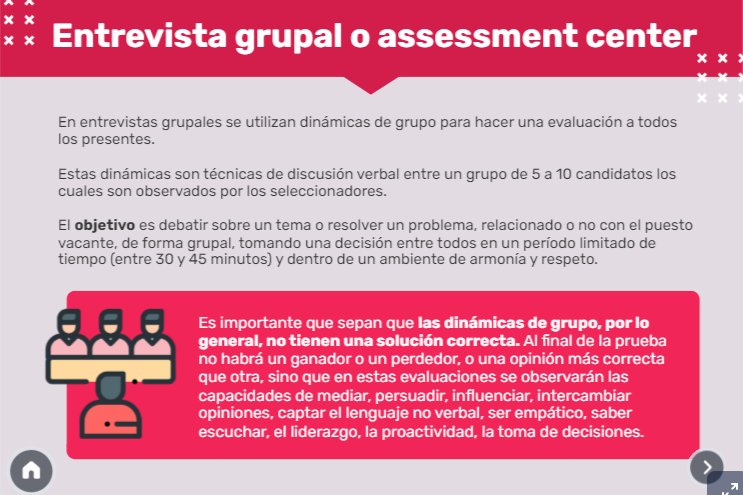 Entrevista grupal o assessment center
En entrevistas grupales se utilizan dinámicas de grupo para hacer una evaluación a todos
los presentes.
Estas dinámicas son técnicas de discusión verbal entre un grupo de 5 a 10 candidatos los
cuales son observados por los seleccionadores.
El objetivo es debatir sobre un tema o resolver un problema, relacionado o no con el puesto
vacante, de forma grupal, tomando una decisión entre todos en un período limitado de
tiempo (entre 30 y 45 minutos) y dentro de un ambiente de armonía y respeto.
Es importante que sepan que las dinámicas de grupo, por lo
general, no tienen una solución correcta. Al final de la prueba
no habrá un ganador o un perdedor, o una opinión más correcta
que otra, sino que en estas evaluaciones se observarán las
capacidades de mediar, persuadir, influenciar, intercambiar
opiniones, captar el lenguaje no verbal, ser empático, saber
escuchar, el liderazgo, la proactividad, la toma de decisiones.